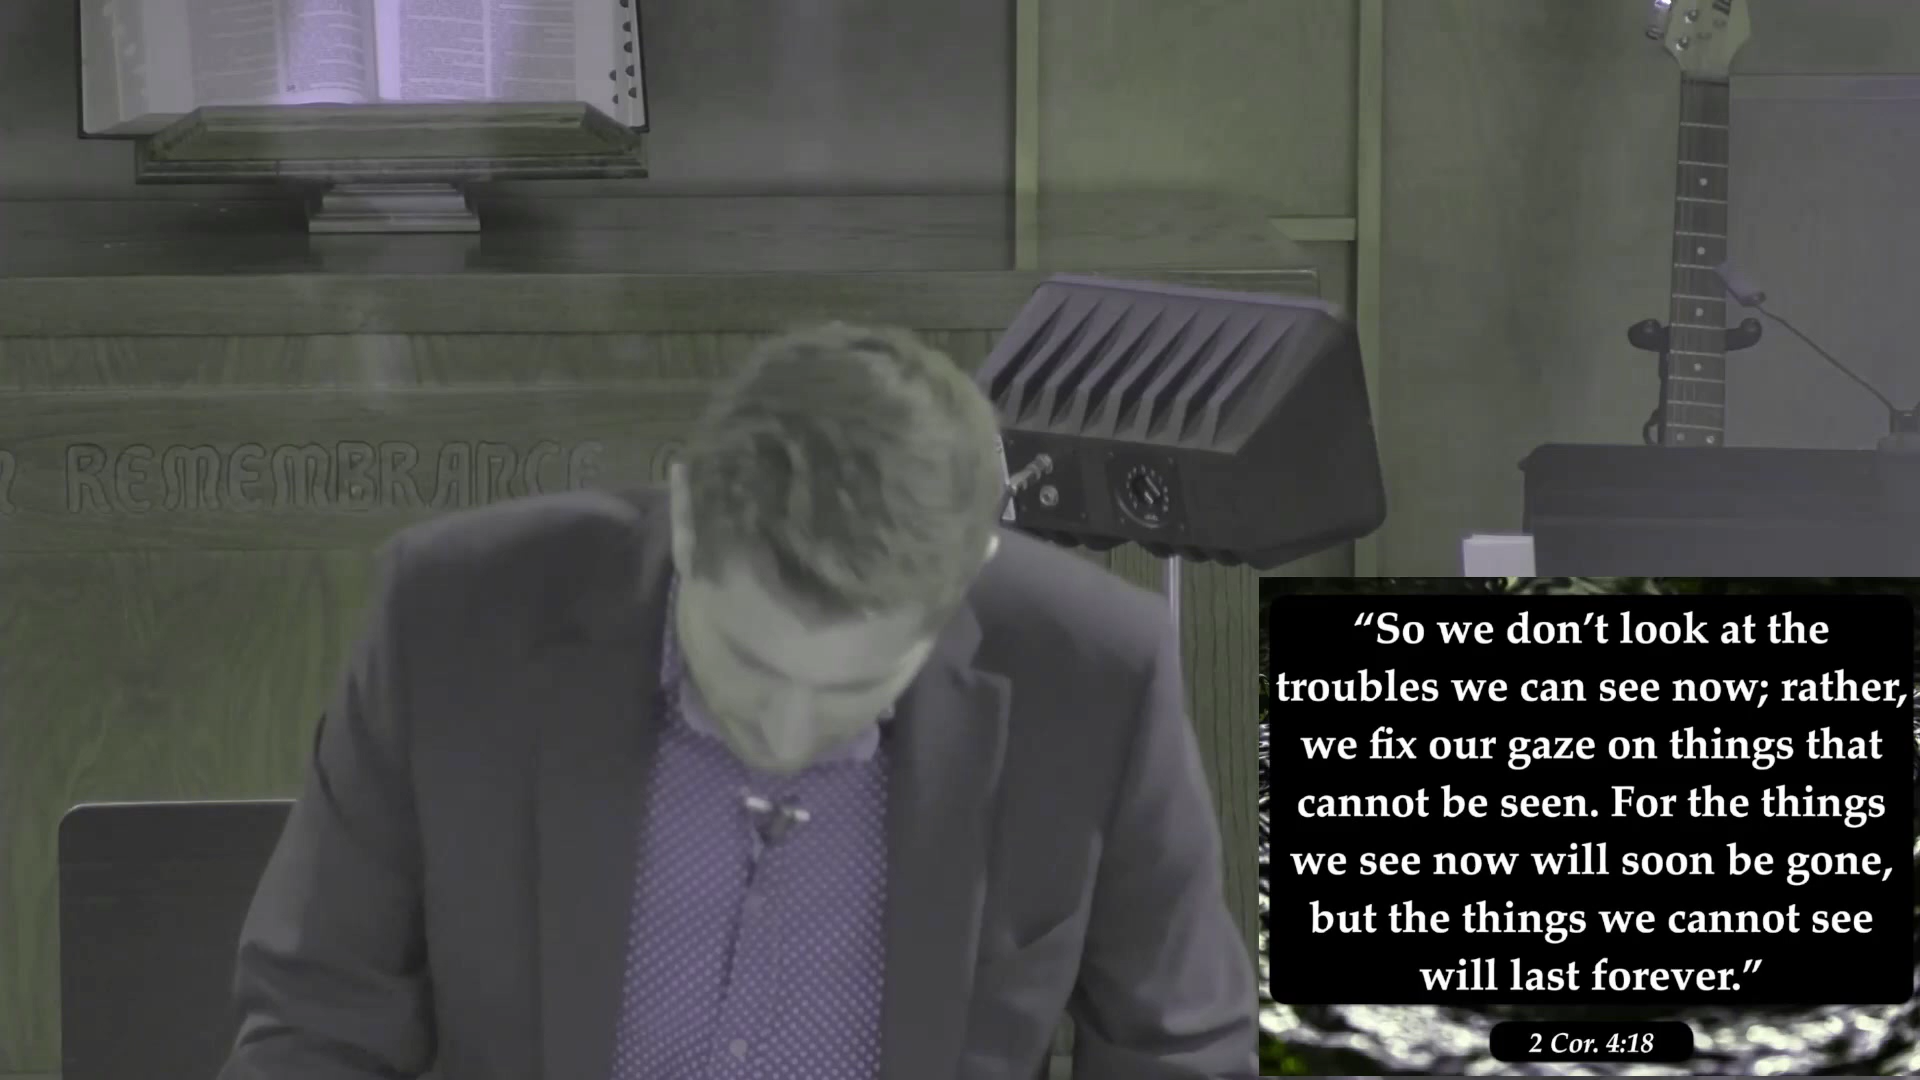 REMEMBRANCE
“So we don’t look at the
troubles we can see now; rather,
we fix our gaze on things that
cannot be seen. For the things
we see now will soon be gone,
but the things we cannot see
will last forever.”
2 Cor. 4:18